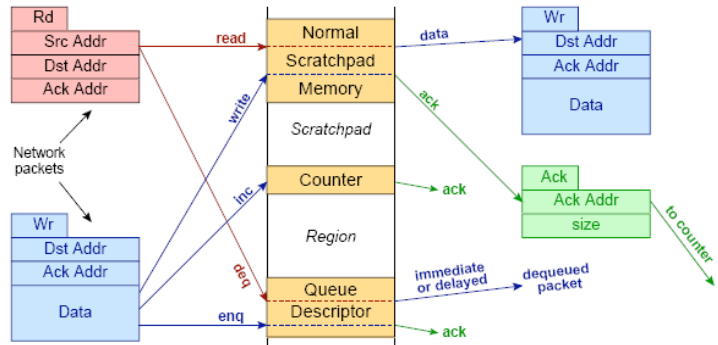 Rd
Src Addr
Dst Addr
Ack Addr
Network
packets
Wr
Dst Addr
Ack Addr
Data
read
write
inc
deq
enq
Normal
Scratchpad
Memory
Scratchpad
Counter
Region
Queue
Descriptor
data
ack
ack
immediate
or delayed
dequeued
packet
ack
Wr
Dst Addr
Ack Addr
Data
Ack
Ack Addr
size
to counter